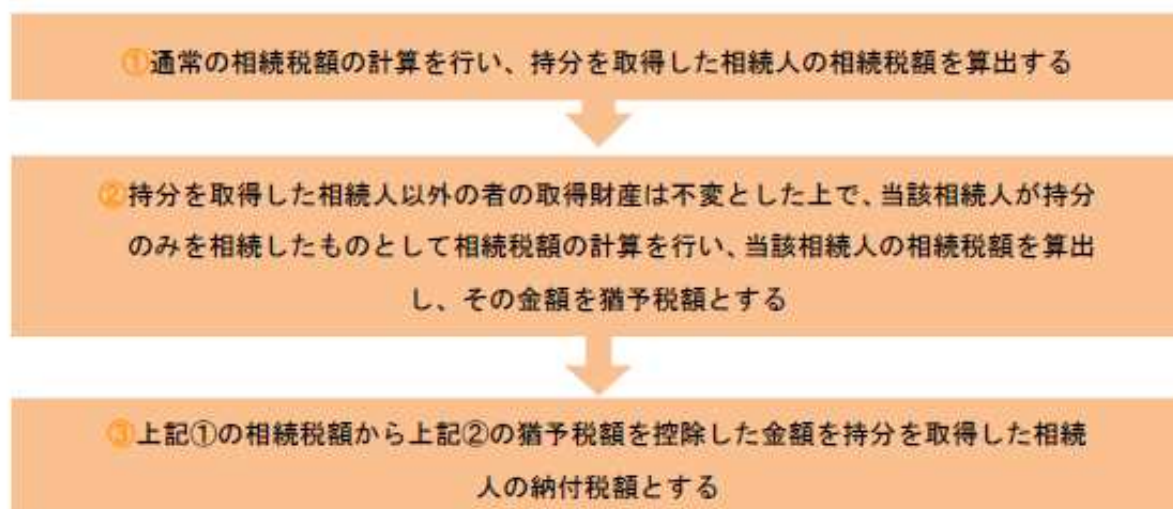 ①通常の相続税額の計算を行い、持分を取得した相続人の相続税額を算出する
②持分を取得した相続人以外の者の取得財産は不変とした上で、当該相続人が持分
のみを相続したものとして相続税額の計算を行い、当該相続人の相続税額を算出
し、その金額を猶予税額とする
③上記①の相続税額から上記②の猶予税額を控除した金額を持分を取得した相続
人の納付税額とする